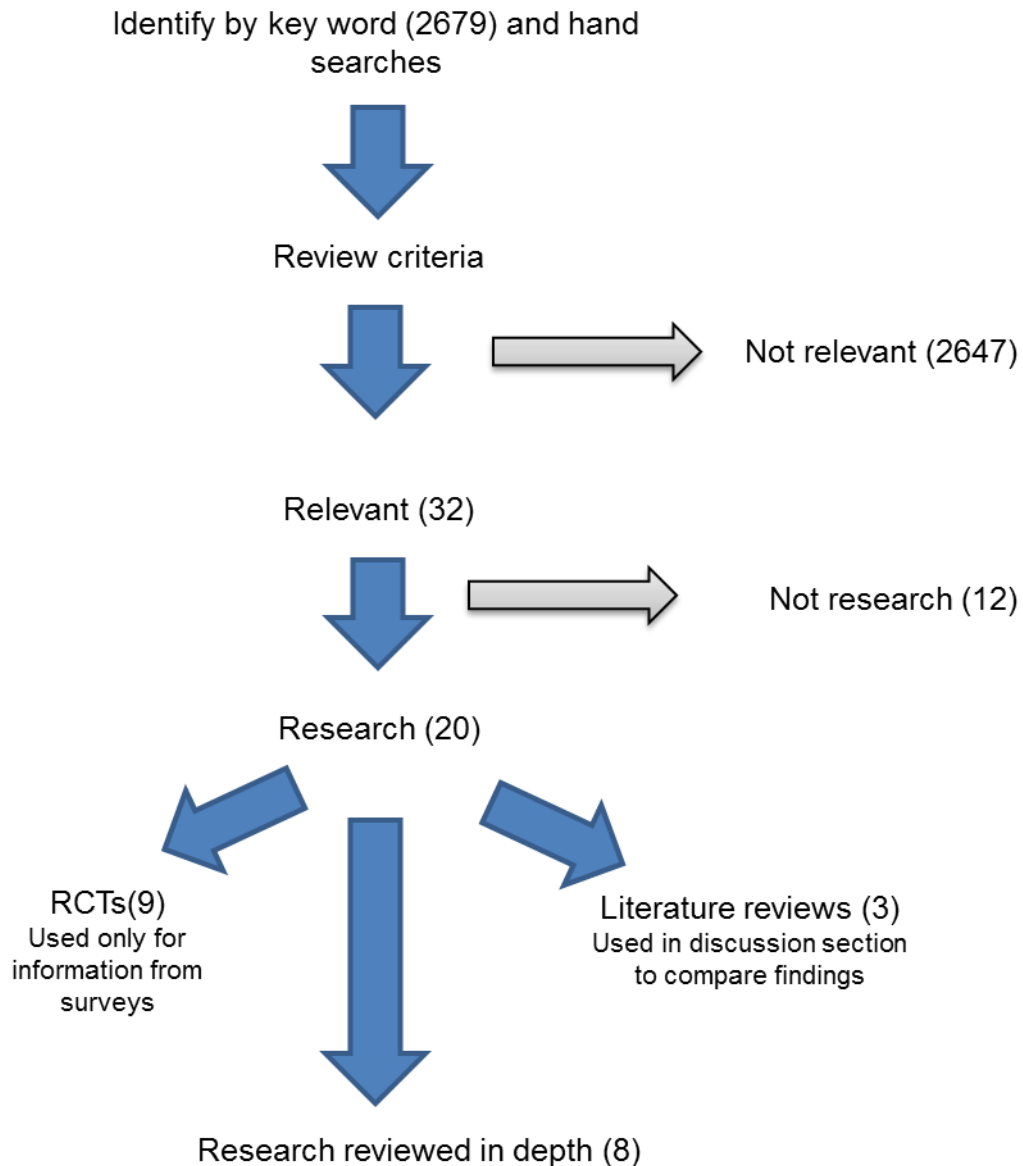 Identify by key word (2679) and hand
searches
Review criteria
Not relevant (2647)
Relevant (32)
Not research (12)
Research (20)
RCTs(9)
Used only for
information from
surveys
Literature reviews (3)
Used in discussion section
to compare findings
Research reviewed in depth (8)